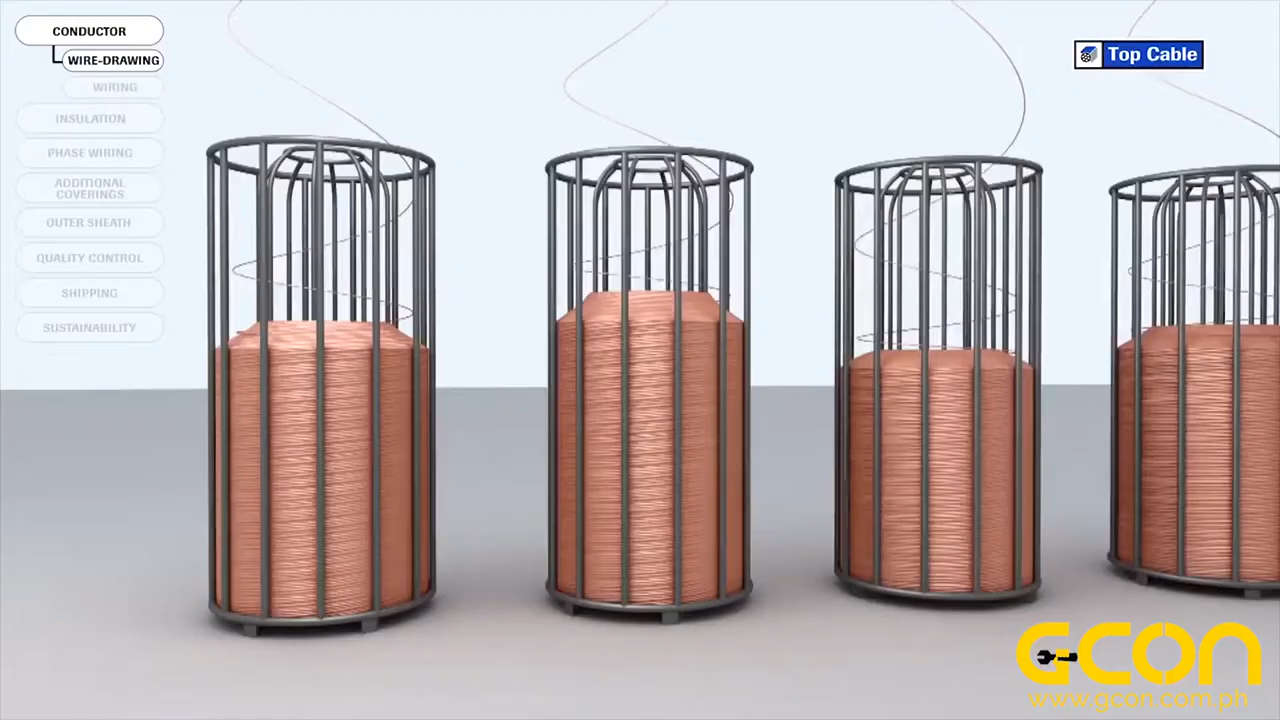 CONDUCTOR
WIRE-DRAWING
WIRING
INSULATION
PHASE WIRING
ADDITIONAL
COVERINGS
OUTER SHEATH
QUALITY CONTROL
SHIPPING
SUSTAINABILITY
Top Cable
GCON
www.gcon.com.ph